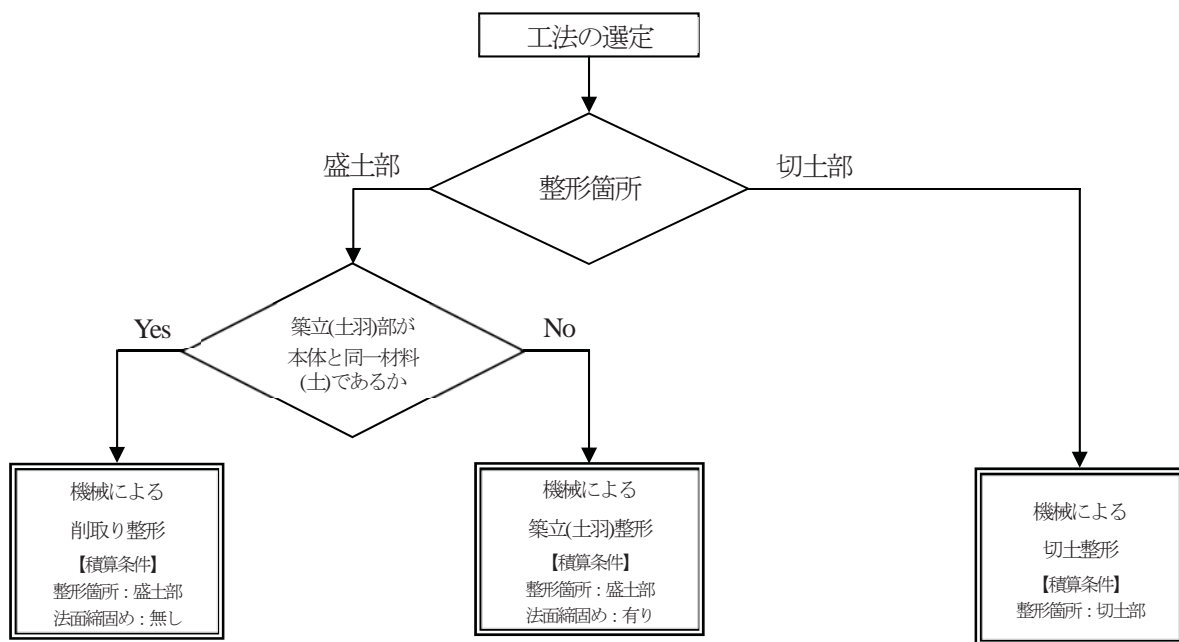 工法の選定
盛土部
切土部
整形箇所
Yes
No
築立(土羽)部が
本体と同一材料
(土)であるか
機械による
削取り整形
【積算条件】
整形箇所：盛土部
法面締固め：無し
機械による
築立(土羽)整形
【積算条件】
整形箇所：盛土部
法面締固め：有り
機械による
切土整形
【積算条件】
整形箇所：切土部